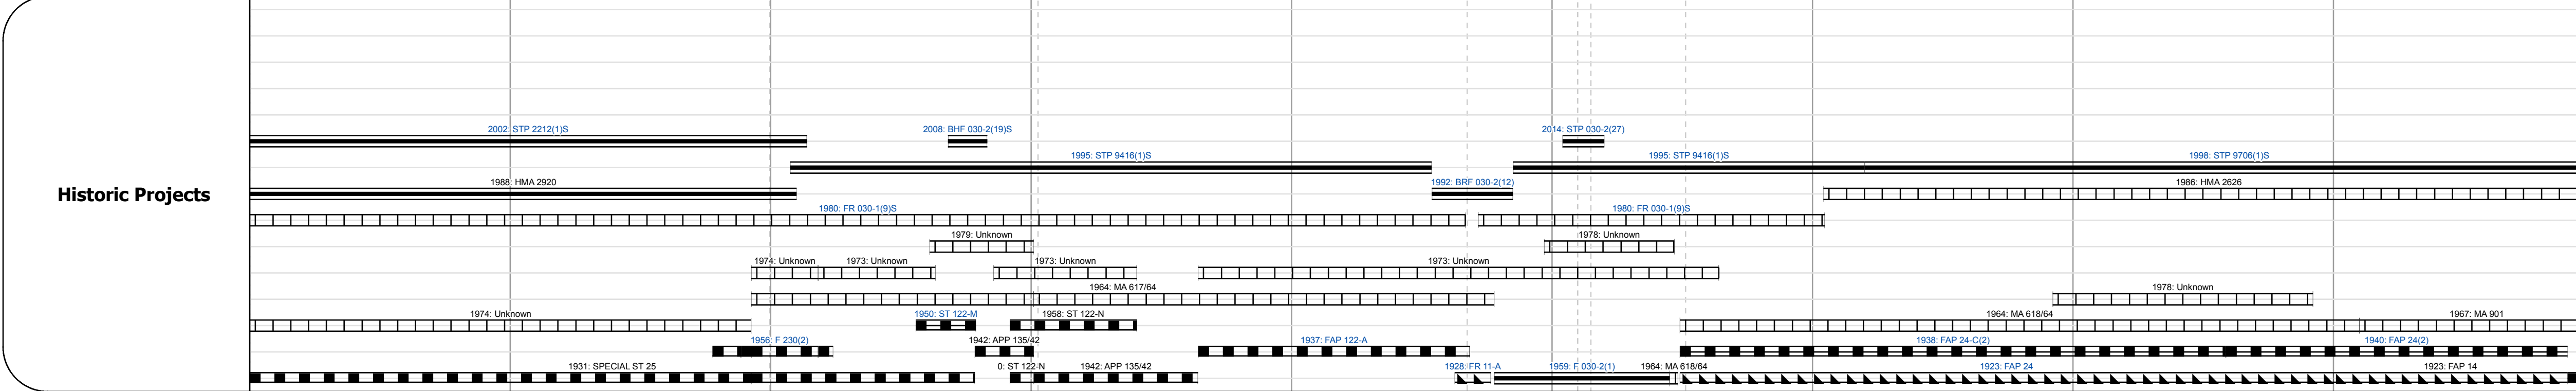 2002: STP 2212(1)S
2008: BHF 030-2(19)S
2014: STP 030-2(27)
1995: STP 9416(1)S
1995: STP 9416(1)S
1998: STP 9706(1)S
Historic Projects
1988: HMA 2920
1992: BRF 030-2(12)
1986: HMA 2626
1980: FR 030-1(9)S
1980: FR 030-1(9)S
1979: Unknown
1978: Unknown
1974: Unknown
1973: Unknown
1973: Unknown
1973: Unknown
1964: MA 617/64
1978: Unknown
1974: Unknown
1950: ST 122-M
1958: ST 122-N
1964: MA 618/64
1967: MA 901
1956: F 230(2)
1942: APP 135/42
1937: FAP 122-A
1938: FAP 24-C(2)
1940: FAP 24(2)
1931: SPECIAL ST 25
0: ST 122-N
1942: APP 135/42
1928: FR 11-A
1959: F 030-2(1)
1964: MA 618/64
1923: FAP 24
1923: FAP 14